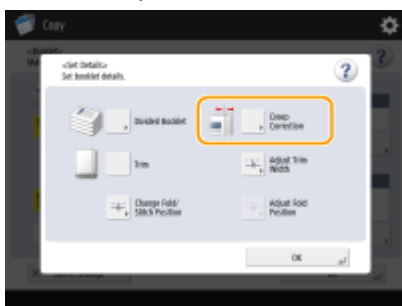 Copy
<Set Details>
Set booklet details.
?
Divided Booklet
Creep
Correction
Trim
Adjust Trim
Width
Change Fold/
Stitch Position
Adjust Fold
Position
OK